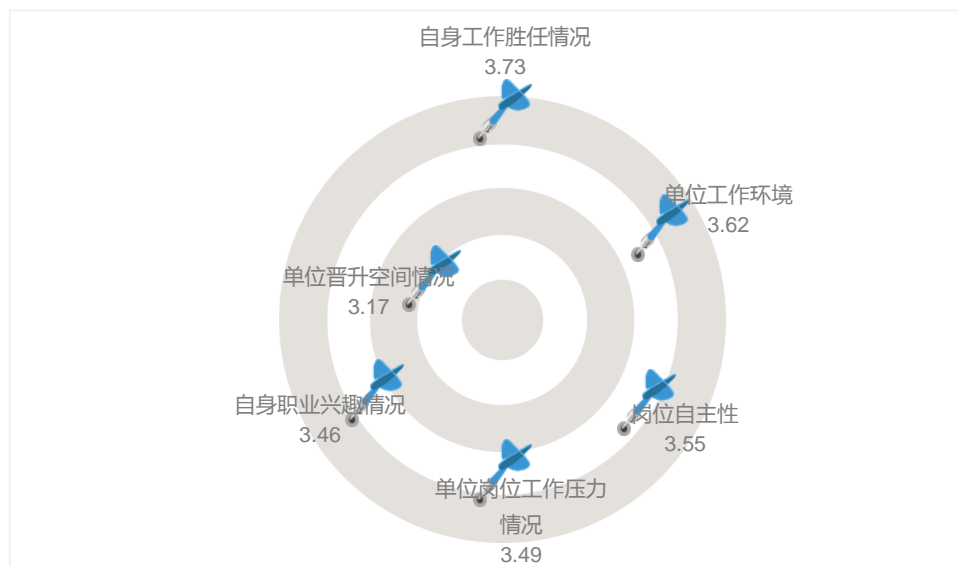 自身工作胜任情况
3.73
单位工作环境
3.62
单位晋升空间情况
3.17
自身职业兴趣情况
3.46
岗位自主性
3.55
单位岗位工作压力
情况
3.49